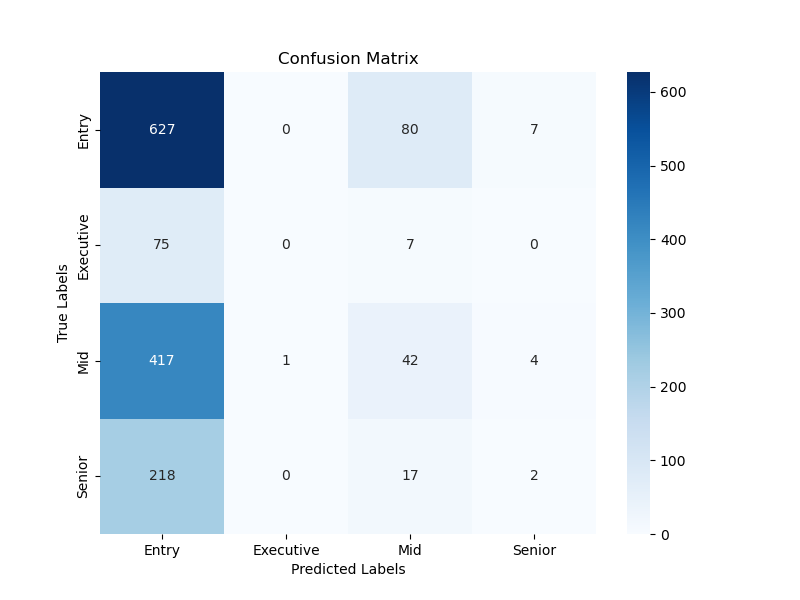 Confusion Matrix
Entry
627 0 80 7
Executive
75 0 7 0
Mid
417 1 42 4
Senior
218 0 17 2
Entry Executive Mid Senior
Predicted Labels
True Labels
600
500
400
300
200
100
0